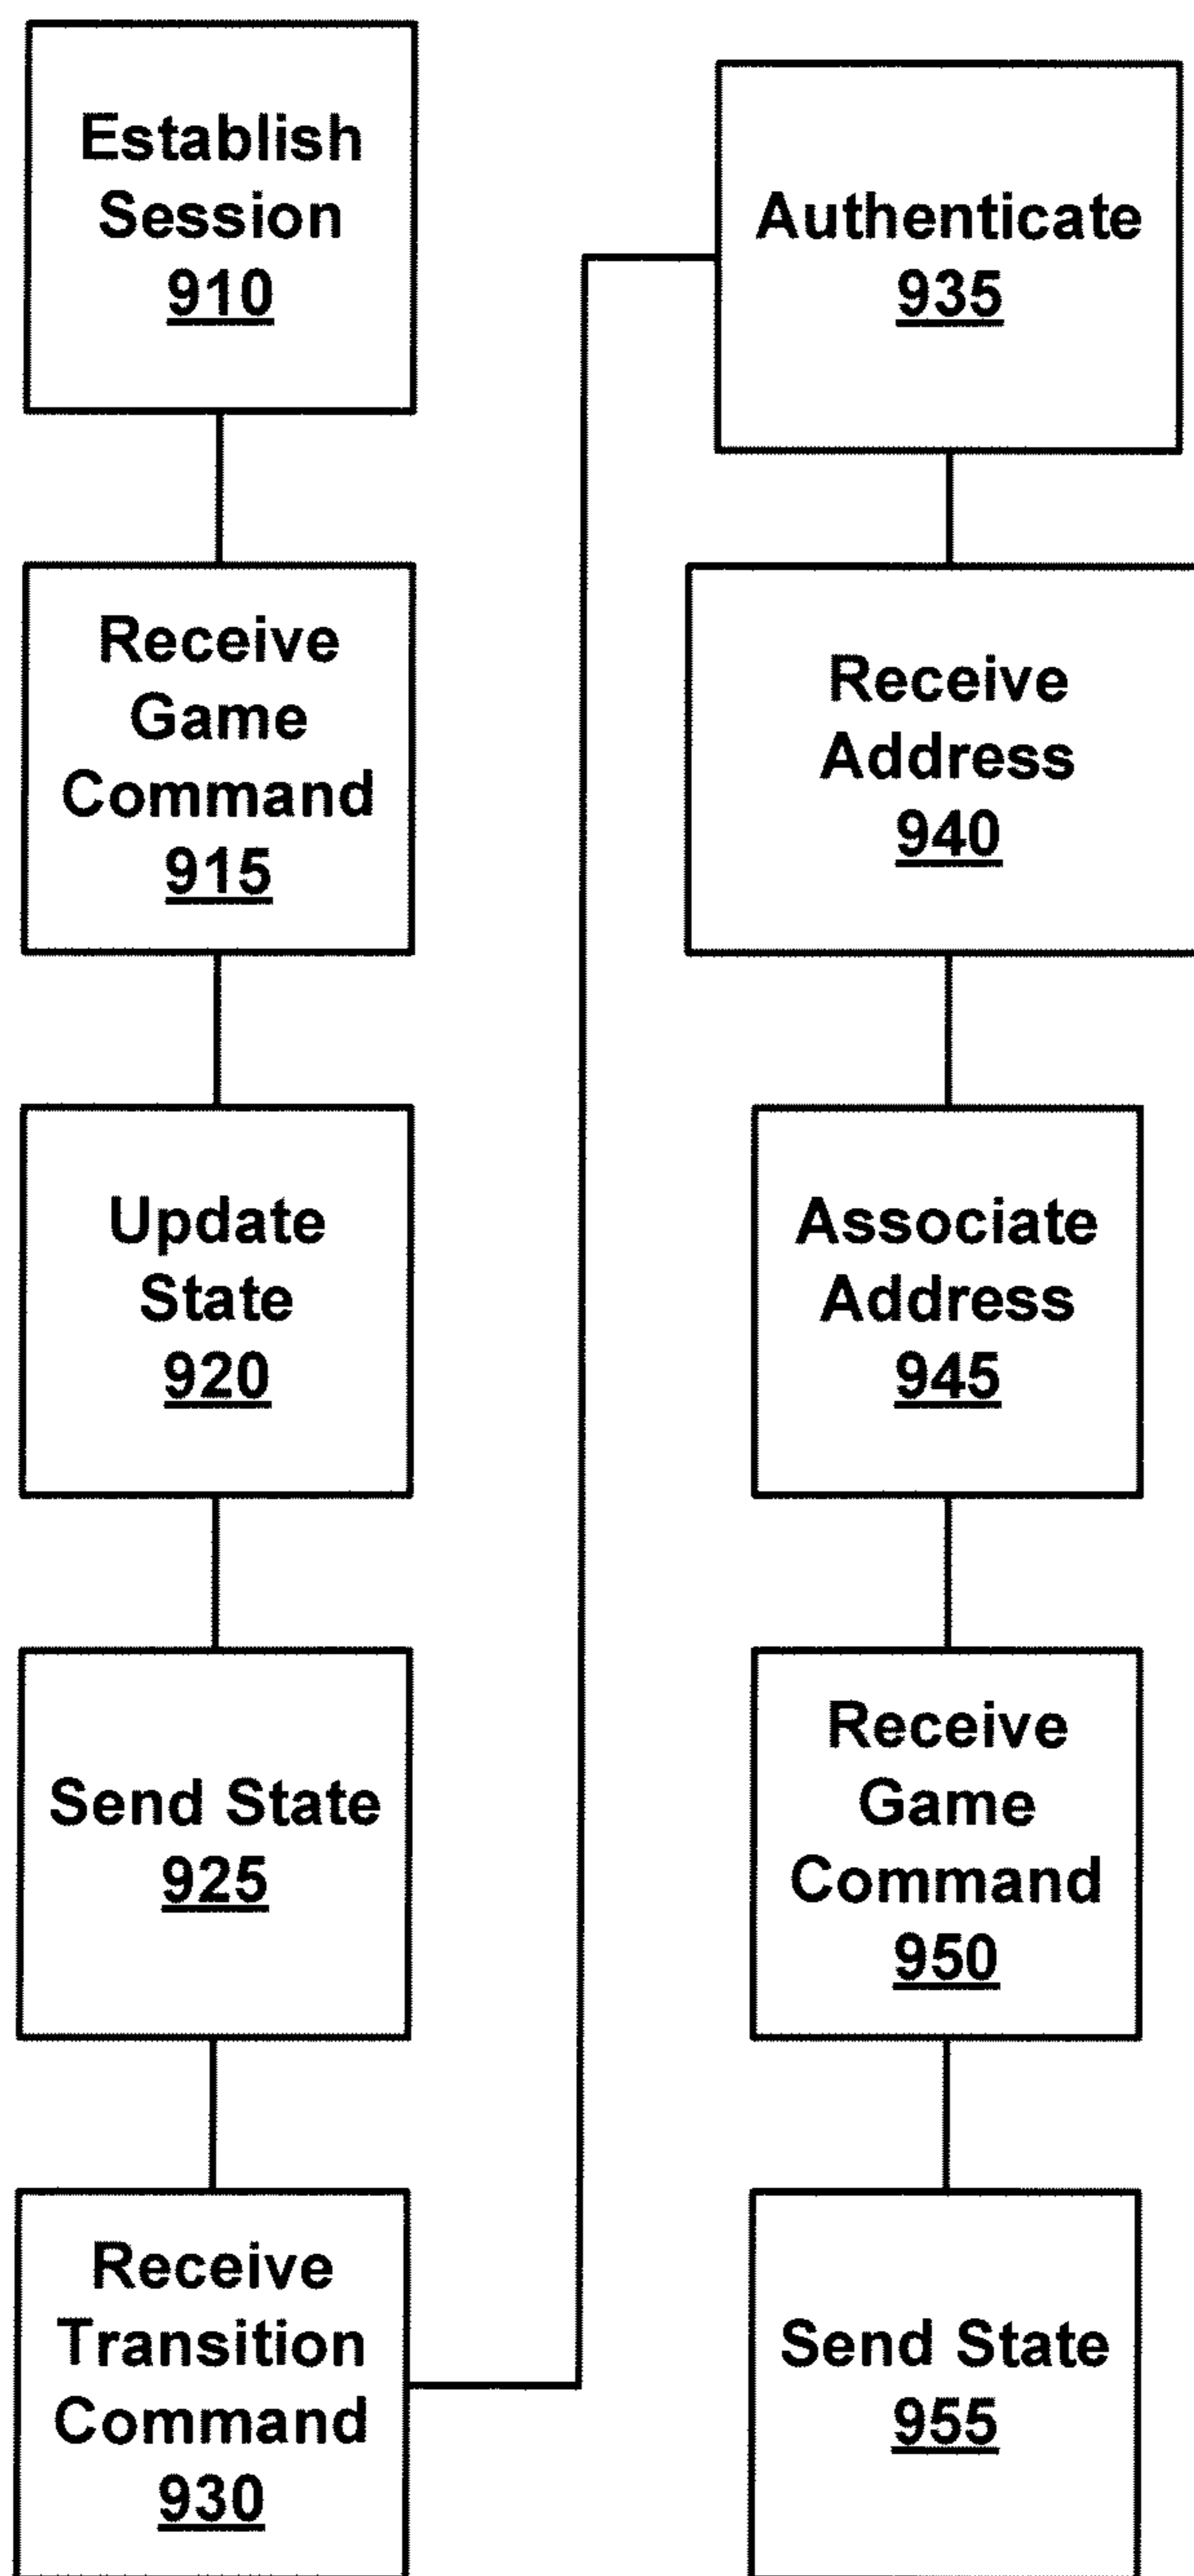 Establish
Session
910
Receive
Game
Command
915
Update
State
920
Send State
925
Receive
Transition
Command
930
Authenticate
935
Receive
Address
940
Associate
Address
945
Receive
Game
Command
950
Send State
955